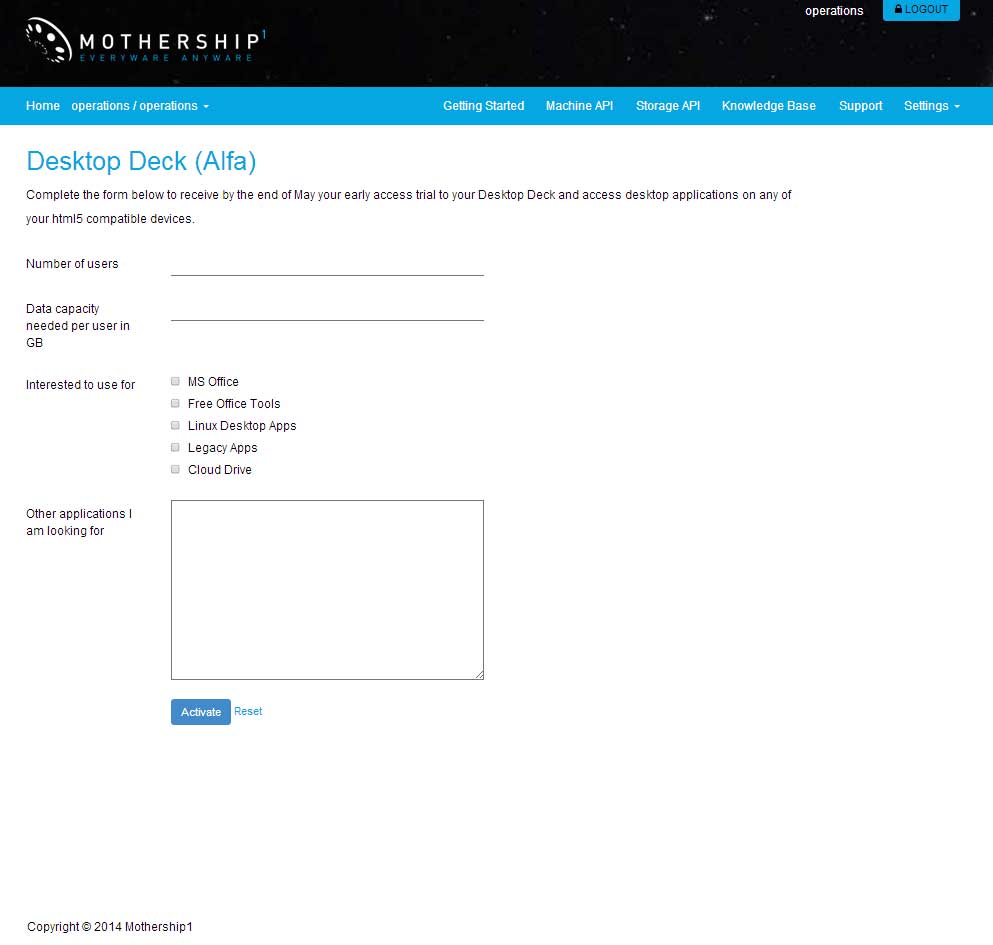 operations LOGOUT
MOTHERSHIP1
EVERYWARE ANYWARE
Home operations / operations Getting Started Machine API Storage API Knowledge Base Support Settings
Desktop Deck (Alfa)
Complete the form below to receive by the end of May your early access trial to your Desktop Deck and access desktop applications on any of
your html5 compatible devices.
Number of users
Data capacity
needed per user in
GB
Interested to use for
MS Office
Free Office Tools
Linux Desktop Apps
Legacy Apps
Cloud Drive
Other applications I
am looking for
Activate Reset
Copyright © 2014 Mothership1